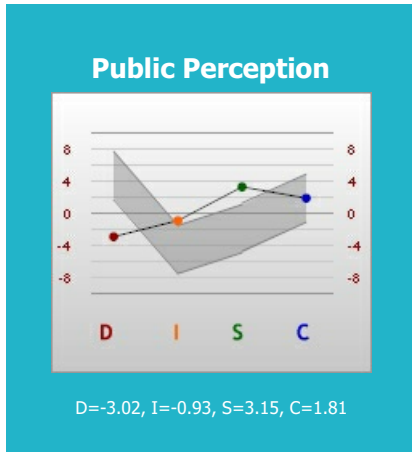 Public Perception
8 8
4 4
0 0
-4 -4
-8 -8
D I S C
D=-3.02, I=-0.93, S=3.15, C=1.81